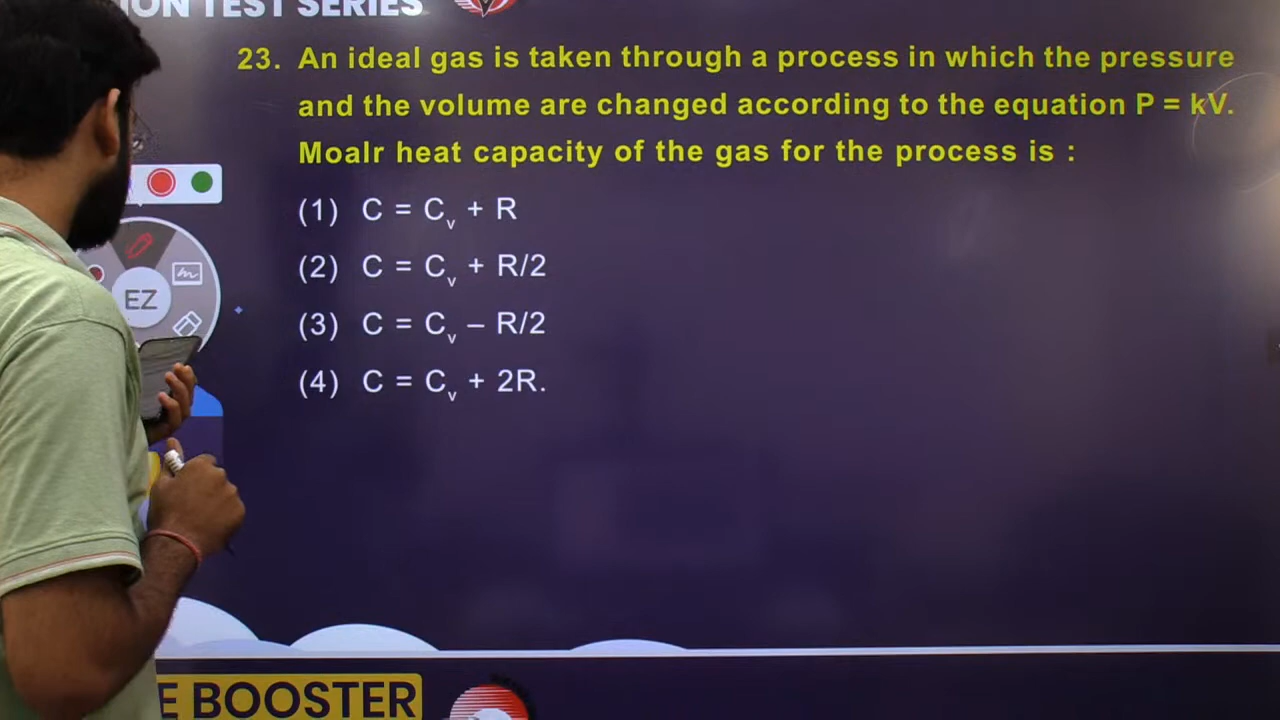 ION TEST SERIES
23. An ideal gas is taken through a process in which the pressure
and the volume are changed according to the equation P = kV.
Moalr heat capacity of the gas for the process is :
(1) C = Cᵥ + R
(2) C = Cᵥ + R/2
(3) C = Cᵥ – R/2
(4) C = Cᵥ + 2R.
EZ
E BOOSTER